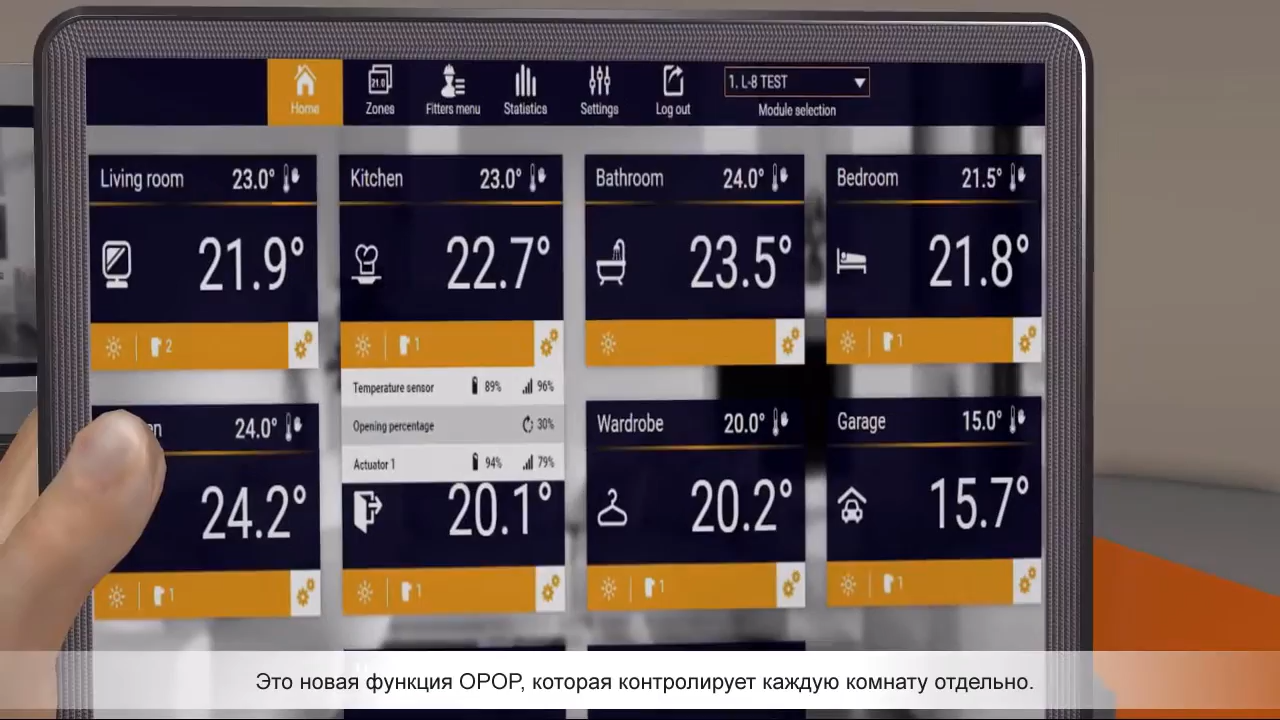 Home
Zones
Fitters menu
Statistics
Settings
Log out
1. L-8 TEST
Module selection
Living room 23.0°
21.9°
2
Kitchen 23.0°
22.7°
1
Temperature sensor 89% 96%
Opening percentage 30%
Actuator 1 94% 79%
Bathroom 24.0°
23.5°
Bedroom 21.5°
21.8°
1
24.0°
24.2°
1
20.1°
1
Wardrobe 20.0°
20.2°
1
Garage 15.0°
15.7°
1
Это новая функция OPOP, которая контролирует каждую комнату отдельно.